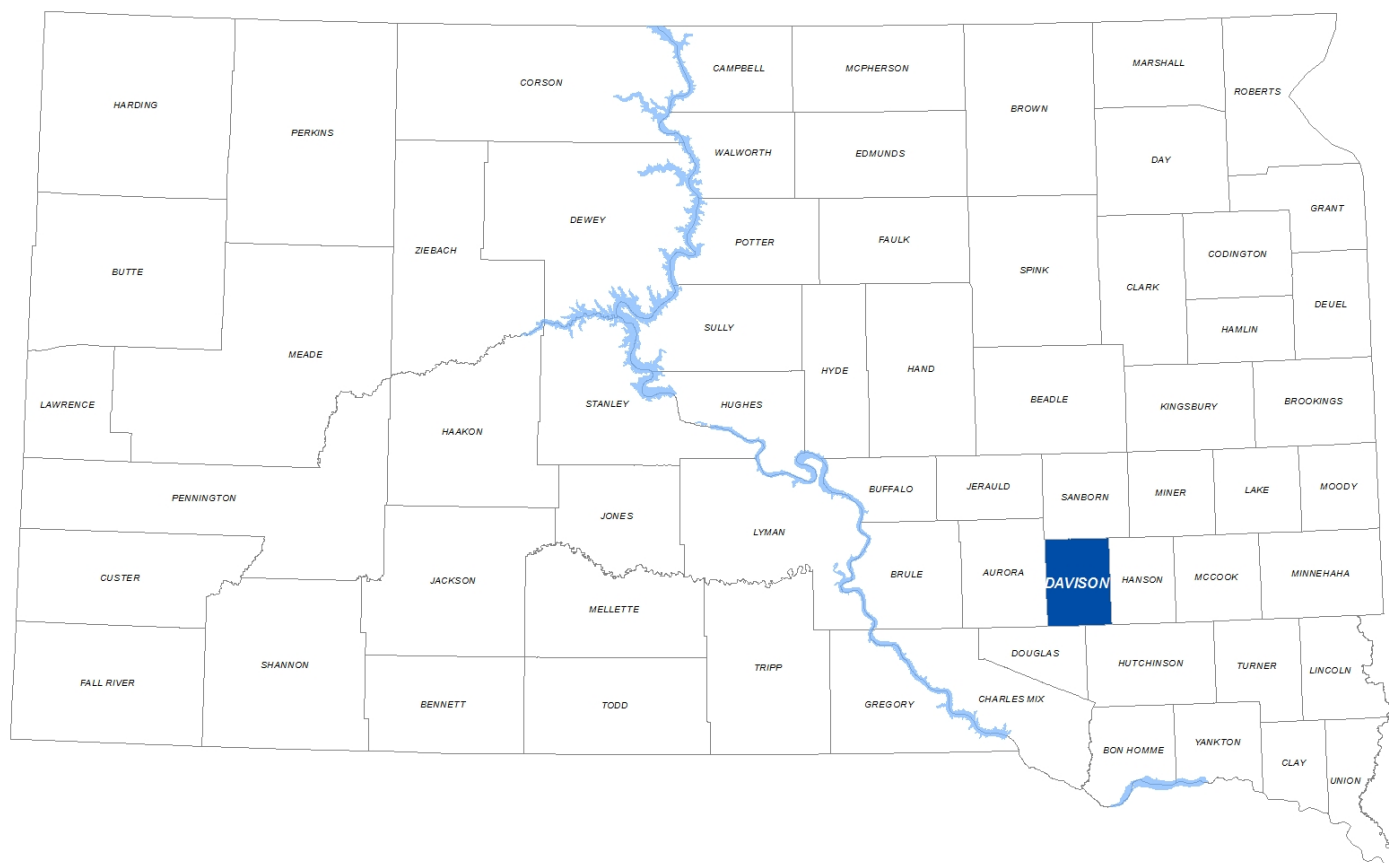 MARSHALL
CAMPBELL
MCPHERSON
CORSON
ROBERTS
HARDING
BROWN
PERKINS
WALWORTH
EDMUNDS
DAY
GRANT
DEWEY
FAULK
POTTER
ZIEBACH
CODINGTON
BUTTE
SPINK
CLARK
DEUEL
SULLY
HAMLIN
MEADE
HYDE
HAND
BEADLE
BROOKINGS
LAWRENCE
STANLEY
HUGHES
KINGSBURY
HAAKON
BUFFALO
JERAULD
LAKE
MOODY
PENNINGTON
SANBORN
MINER
JONES
LYMAN
CUSTER
JACKSON
BRULE
AURORA
DAVISON
HANSON
MCCOOK
MINNEHAHA
MELLETTE
DOUGLAS
SHANNON
TRIPP
HUTCHINSON
TURNER
LINCOLN
FALL RIVER
BENNETT
TODD
GREGORY
CHARLES MIX
BON HOMME
YANKTON
CLAY
UNION